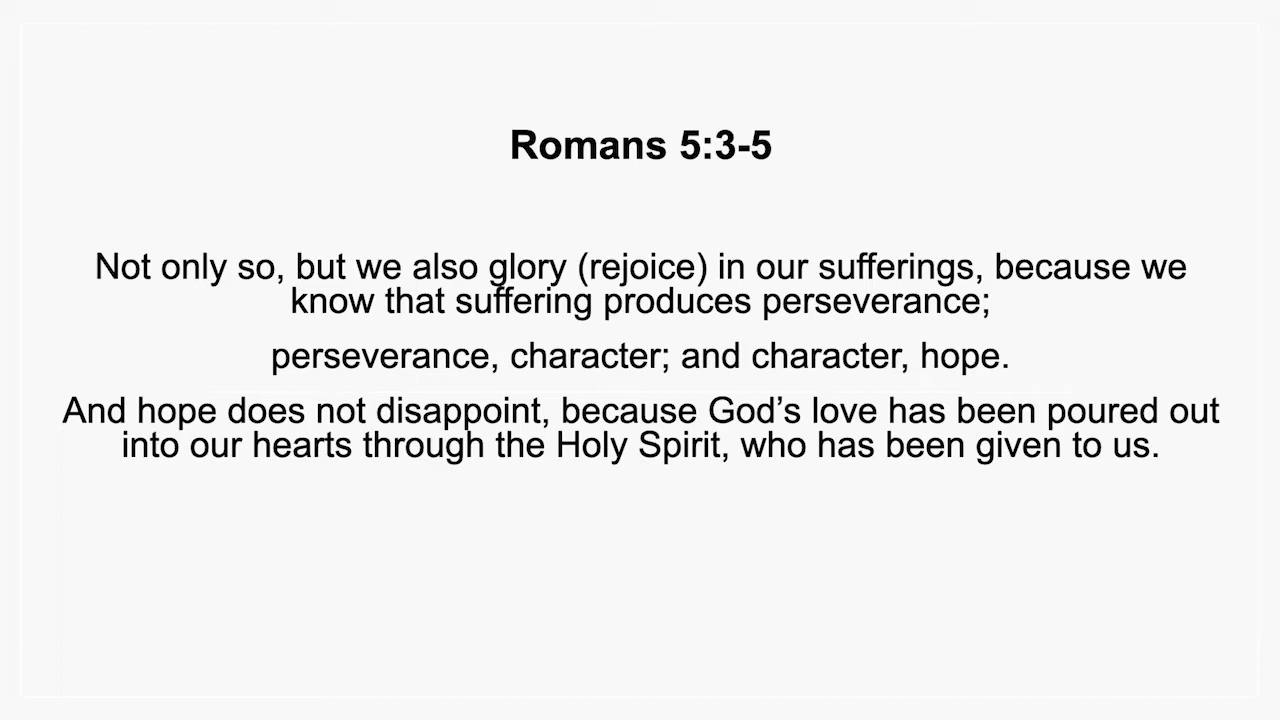 Romans 5:3-5
Not only so, but we also glory (rejoice) in our sufferings, because we
know that suffering produces perseverance;
perseverance, character; and character, hope.
And hope does not disappoint, because God’s love has been poured out
into our hearts through the Holy Spirit, who has been given to us.